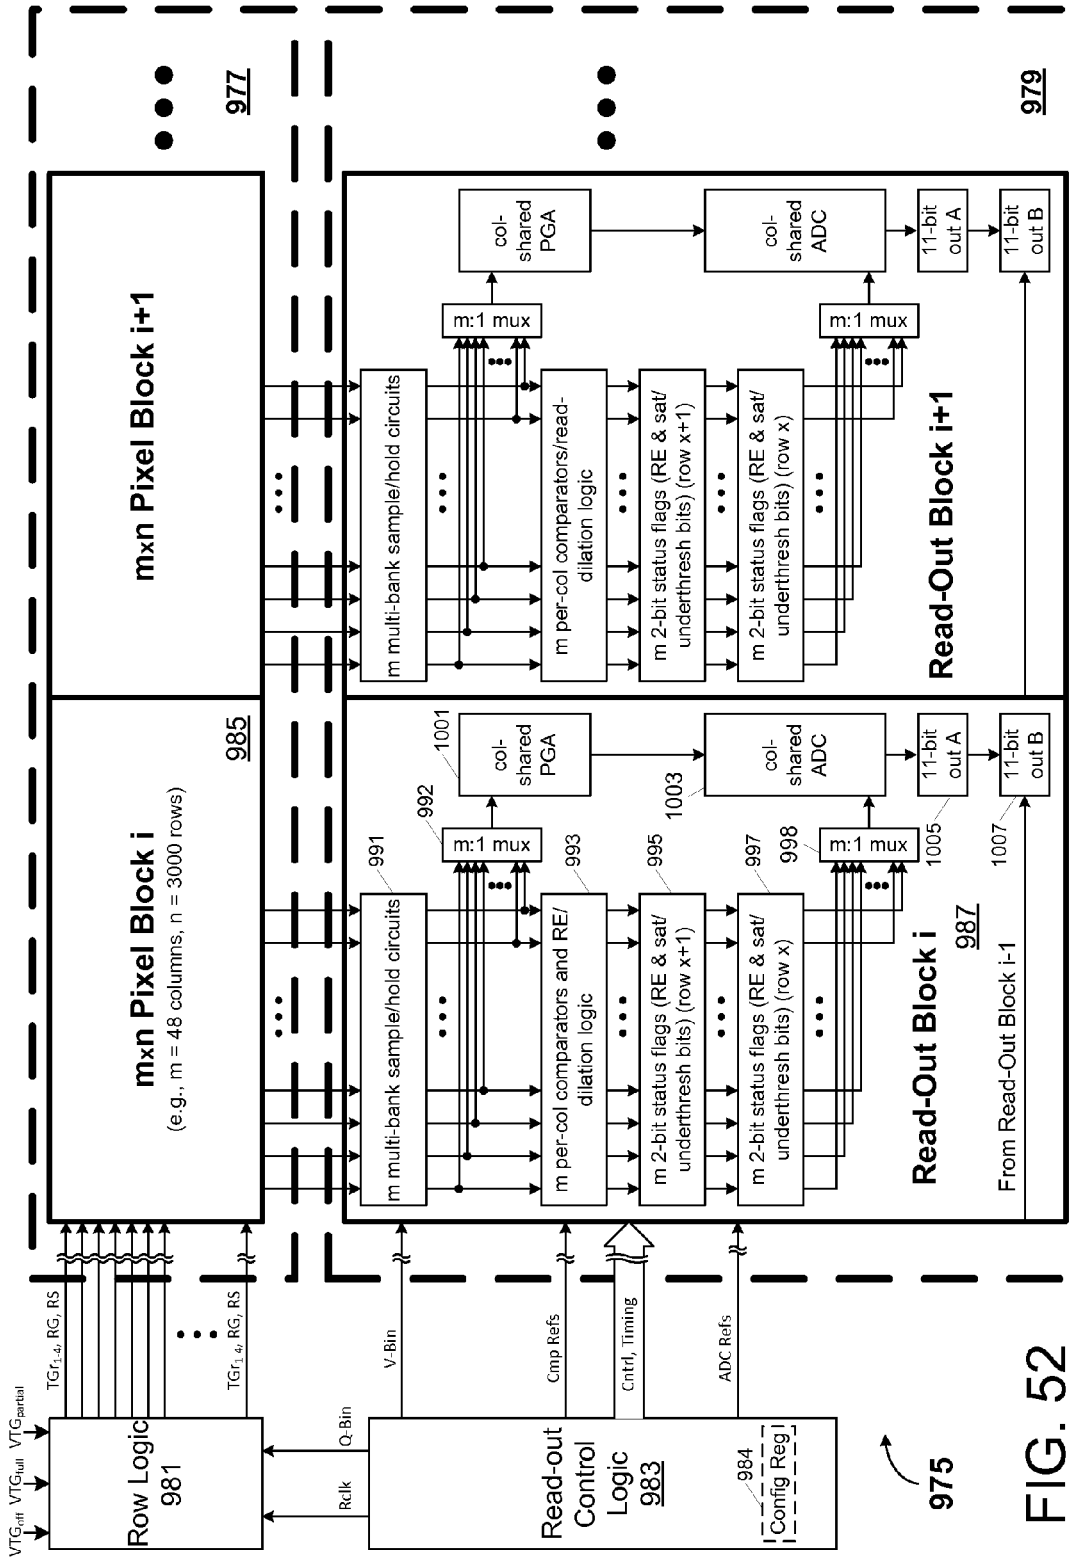 VTGoff
VTGfull
VTGpartial
Row Logic
981
TGr1-4, RG, RS
TGr1-4, RG, RS
mxn Pixel Block i
(e.g., m = 48 columns, n = 3000 rows)
985
mxn Pixel Block i+1
977
Rclk
Q-Bin
Read-out
Control
Logic
983
984
Config Reg
V-Bin
Cmp Refs
Cntrl, Timing
ADC Refs
m multi-bank sample/hold circuits
991
992
m:1 mux
1001
col-
shared
PGA
m per-col comparators and RE/
dilation logic
993
m 2-bit status flags (RE & sat/
underthresh bits) (row x+1)
995
m 2-bit status flags (RE & sat/
underthresh bits) (row x)
997
998
m:1 mux
1003
col-
shared
ADC
1005
11-bit
out A
1007
11-bit
out B
Read-Out Block i
987
From Read-Out Block i-1
m multi-bank sample/hold circuits
m:1 mux
col-
shared
PGA
m per-col comparators/read-
dilation logic
m 2-bit status flags (RE & sat/
underthresh bits) (row x+1)
m 2-bit status flags (RE & sat/
underthresh bits) (row x)
m:1 mux
col-
shared
ADC
11-bit
out A
11-bit
out B
Read-Out Block i+1
979
975
FIG. 52